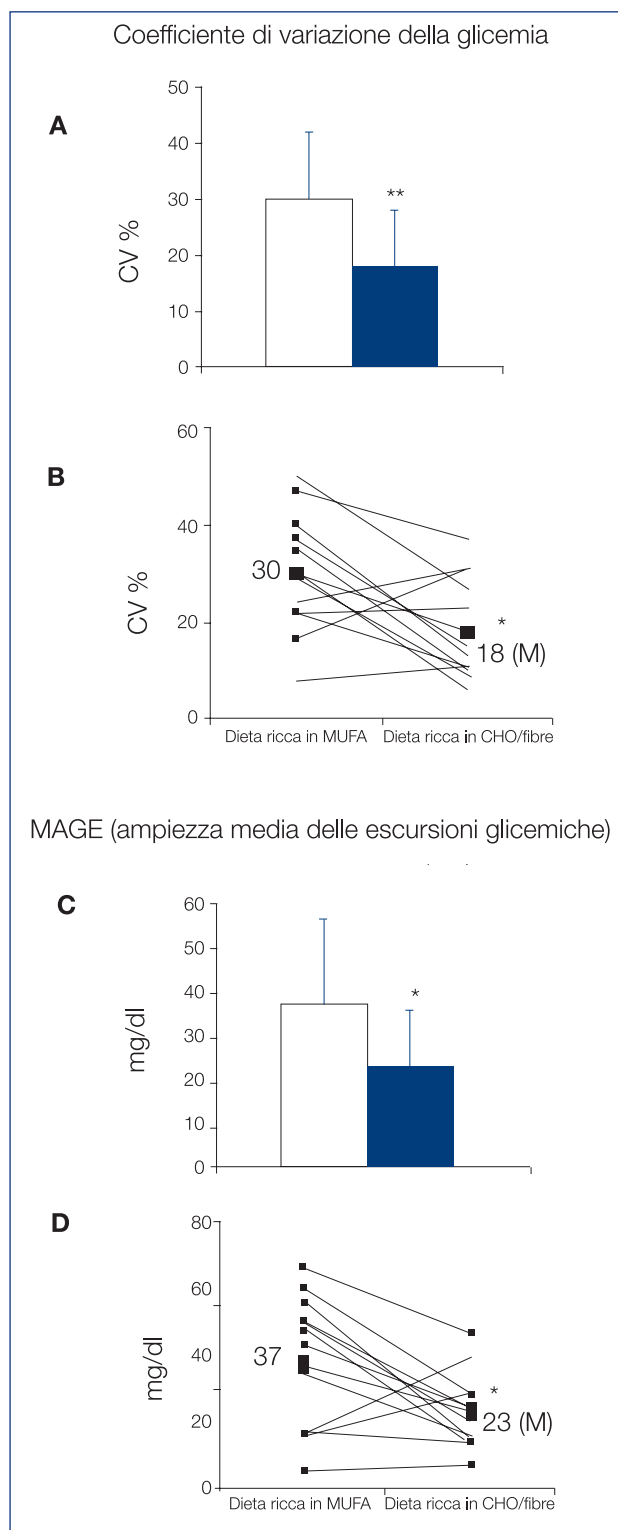 Coefficiente di variazione della glicemia
A
50
40
30
20
10
0
CV %
**
B
60
40
20
0
CV %
30
*
18 (M)
Dieta ricca in MUFA
Dieta ricca in CHO/fibre
MAGE (ampiezza media delle escursioni glicemiche)
C
60
50
40
30
20
10
0
mg/dl
*
D
80
60
40
20
0
mg/dl
37
*
23 (M)
Dieta ricca in MUFA
Dieta ricca in CHO/fibre